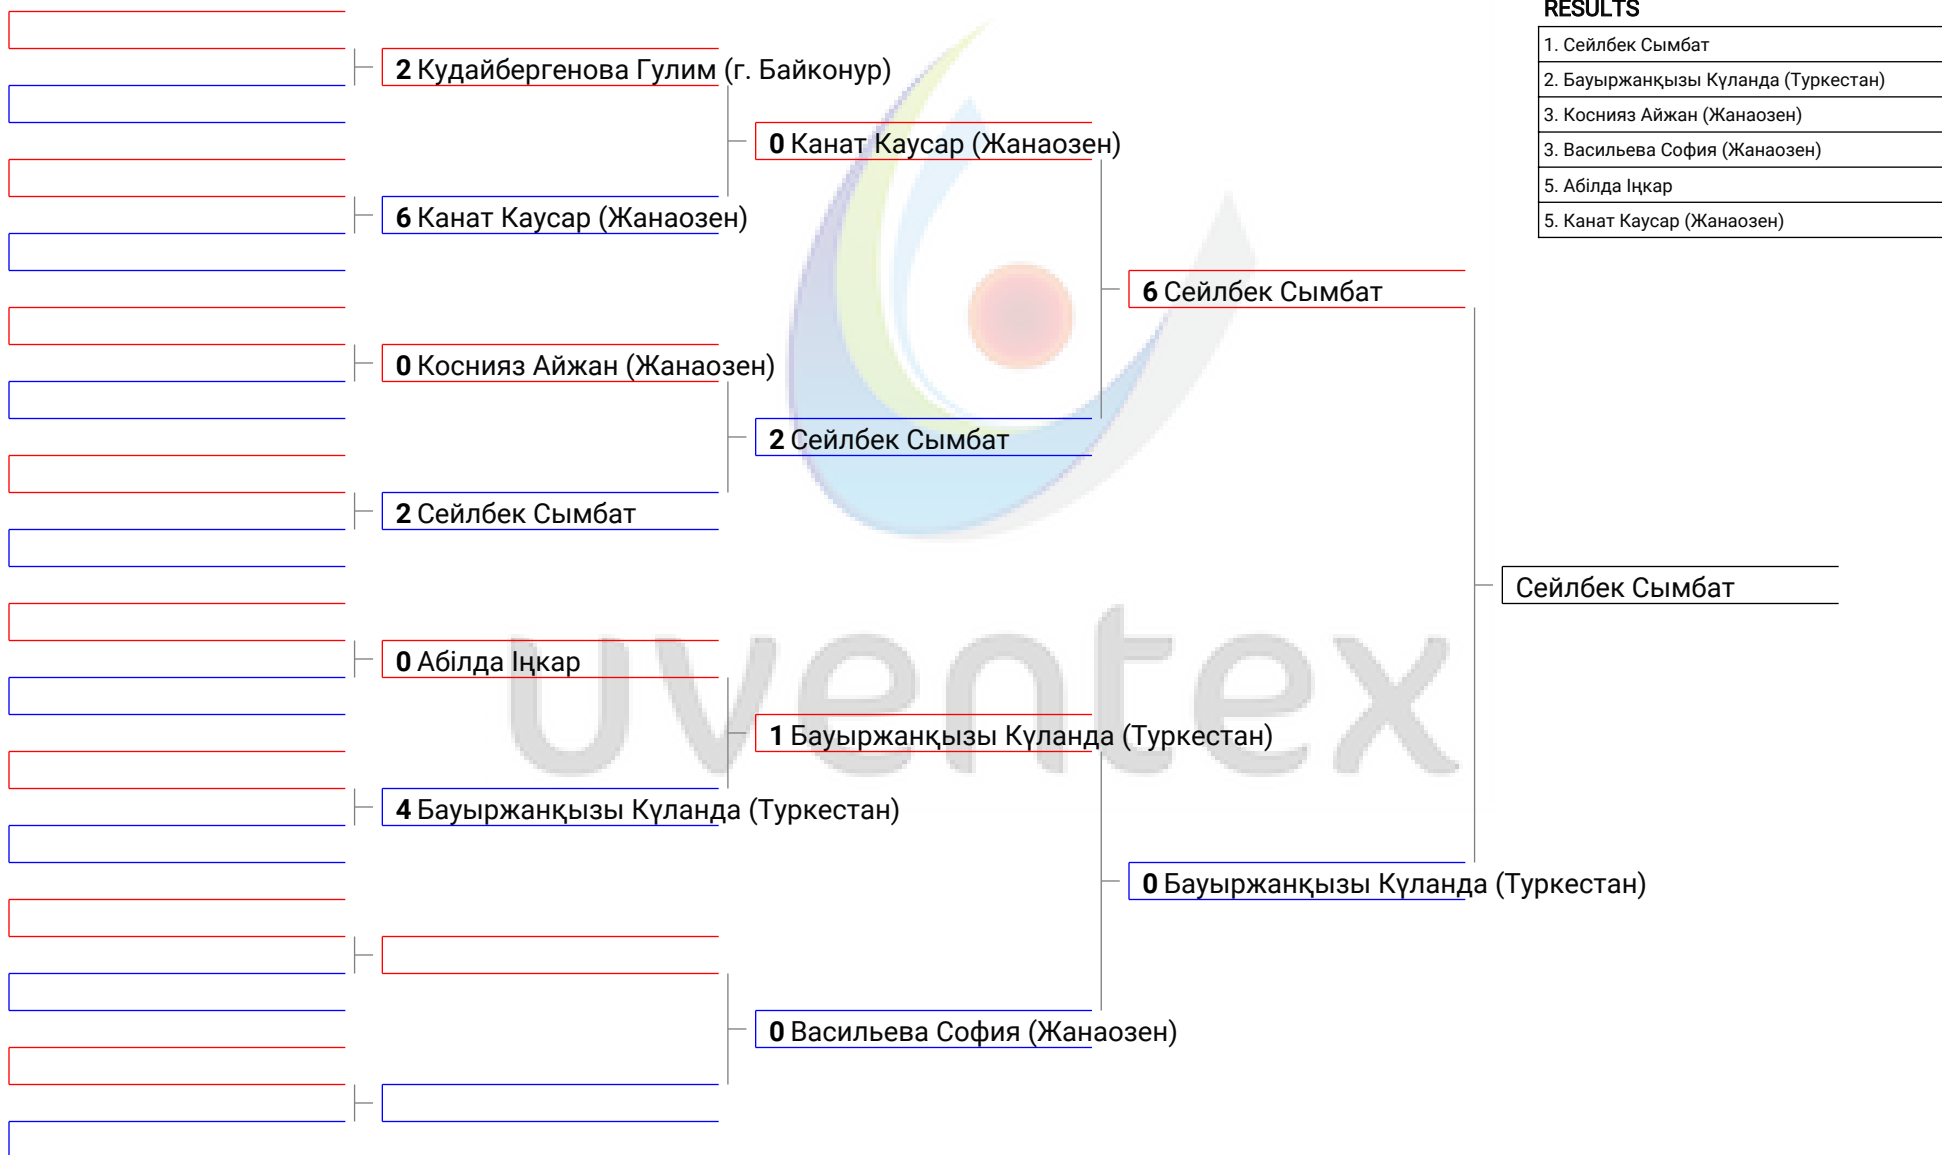 RESULTS
1. Сейлбек Сымбат
2. Бауыржанқызы Күланда (Туркестан)
3. Коснияз Айжан (Жанаозен)
3. Васильева София (Жанаозен)
5. Абілда Іңкар
5. Канат Каусар (Жанаозен)
2 Кудайбергенова Гулим (г. Байконур)
0 Канат Каусар (Жанаозен)
6 Канат Каусар (Жанаозен)
6 Сейлбек Сымбат
0 Коснияз Айжан (Жанаозен)
2 Сейлбек Сымбат
2 Сейлбек Сымбат
Сейлбек Сымбат
0 Абілда Іңкар
uventex
1 Бауыржанқызы Күланда (Туркестан)
4 Бауыржанқызы Күланда (Туркестан)
0 Бауыржанқызы Күланда (Туркестан)
0 Васильева София (Жанаозен)